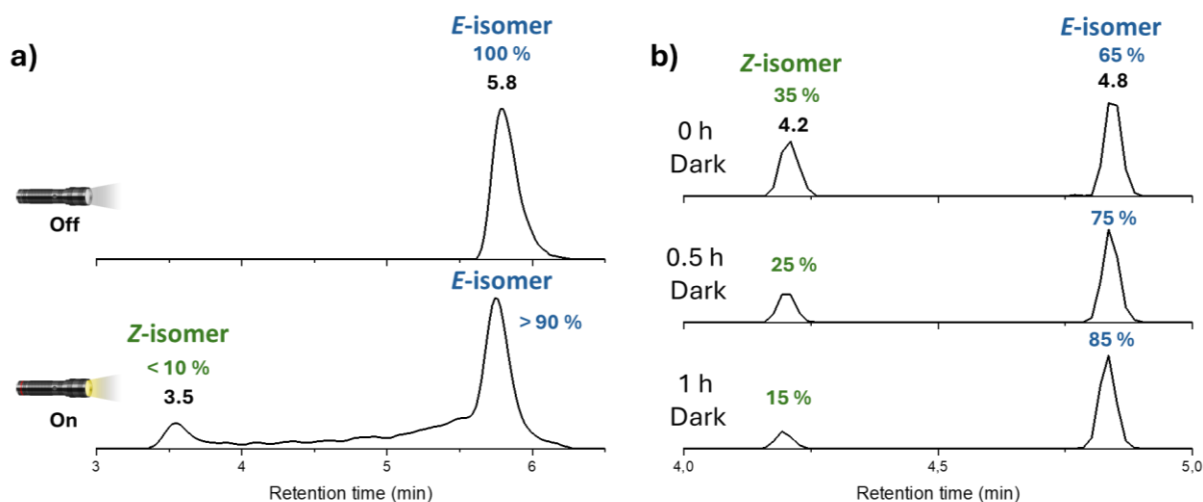 a)
E-isomer
100 %
5.8
Off
E-isomer
> 90 %
Z-isomer
< 10 %
3.5
On
3 4 5 6
Retention time (min)
b)
E-isomer
65 %
4.8
Z-isomer
35 %
4.2
0 h
Dark
75 %
0.5 h
Dark
25 %
85 %
1 h
Dark
15 %
4,0 4,5 5,0
Retention time (min)